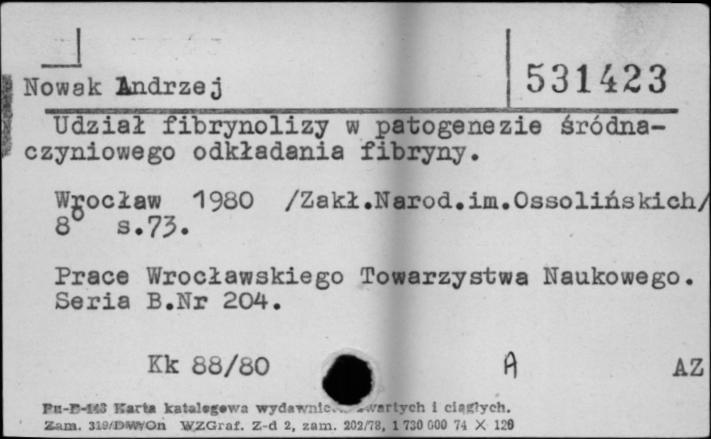 Nowak Andrzej
531423
Udział fibrynolizy w patogenezie śródna-
czyniowego odkładania fibryny.
Wrocław 1980 /Zakł.Narod.im.Ossolińskich/
8° s.73.
Prace Wrocławskiego Towarzystwa Naukowego.
Seria B.Nr 204.
Kk 88/80 A AZ
Karta katalogowa i ciągłych.
WZGraf. Z-d 2, zam. 202/78, 1 730 000 74 X 120